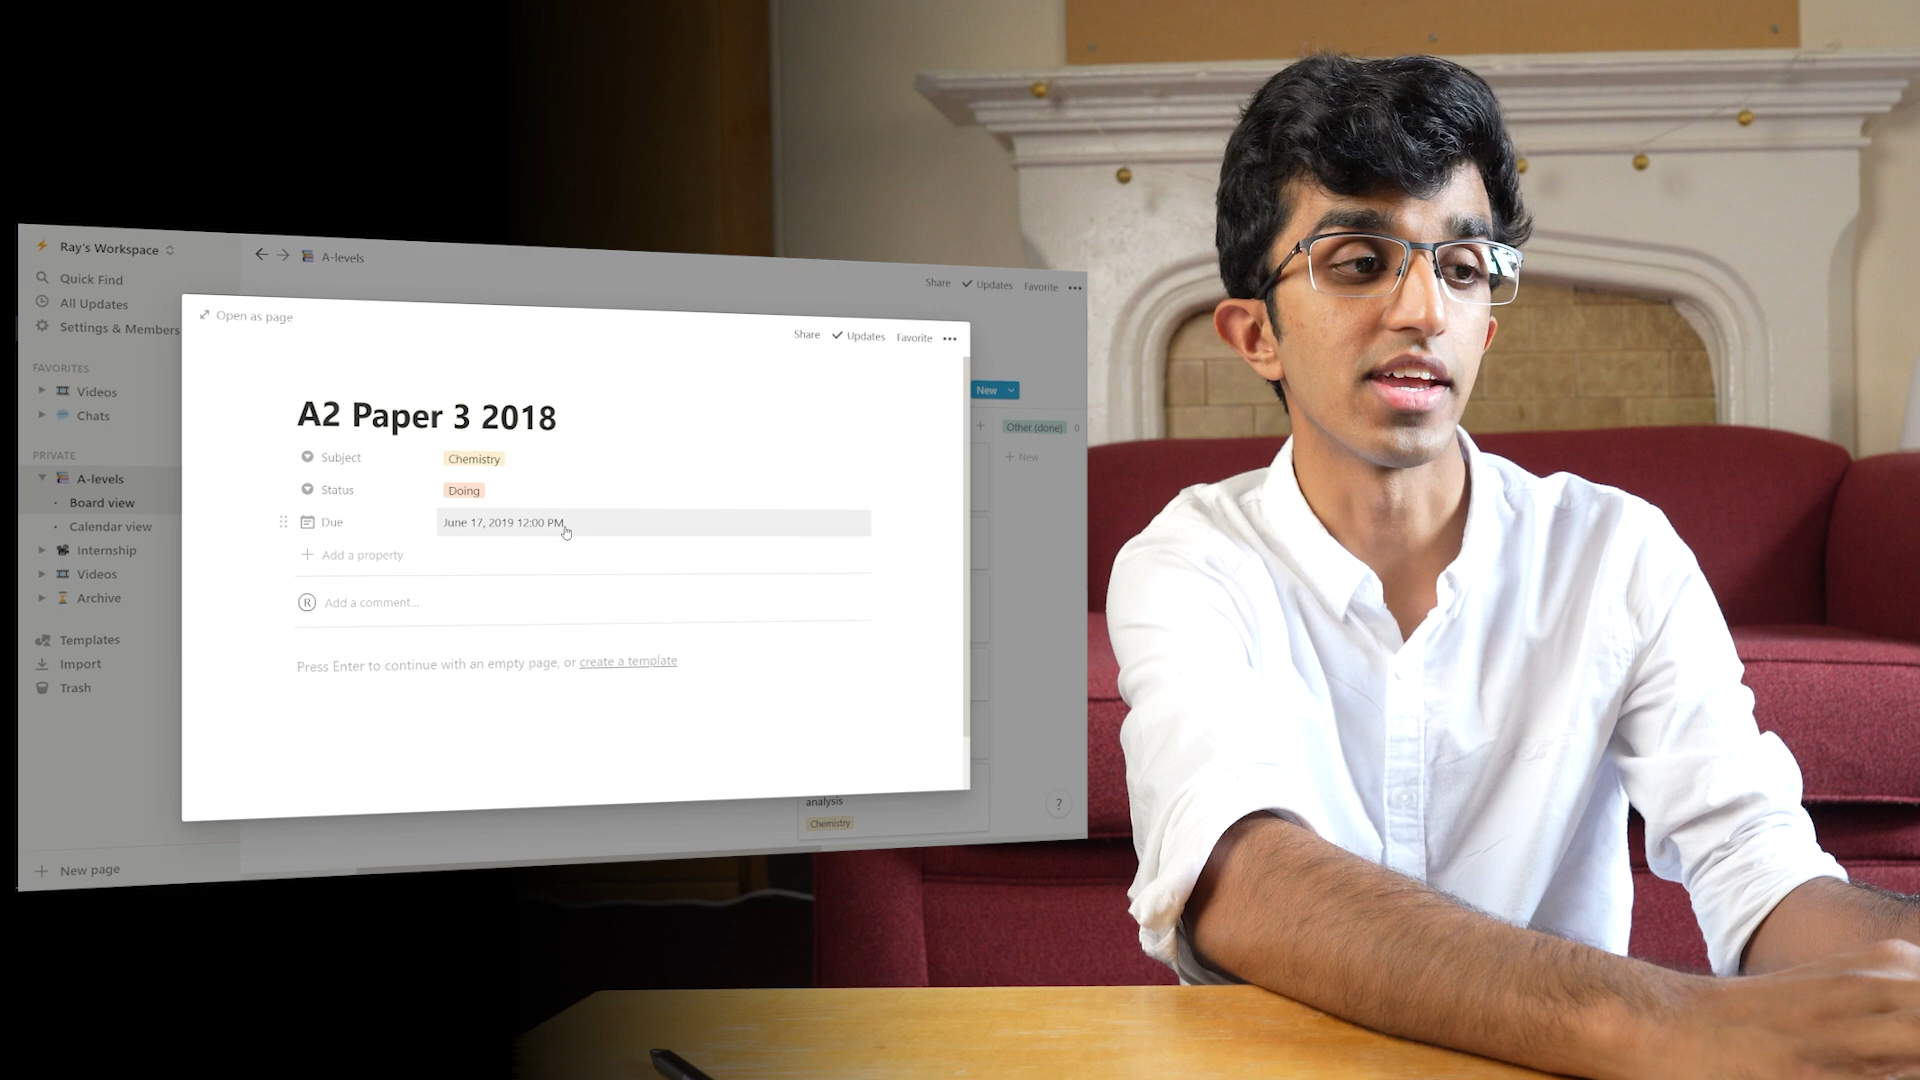 Ray's Workspace
Quick Find
All Updates
Settings & Members
FAVORITES
Videos
Chats
PRIVATE
A-levels
Board view
Calendar view
Internship
Videos
Archive
Templates
Import
Trash
New page
A-levels
Share Updates Favorite
Open as page
Share Updates Favorite
A2 Paper 3 2018
Subject Chemistry
Status Doing
Due June 17, 2019 12:00 PM
Add a property
R Add a comment...
Press Enter to continue with an empty page, or create a template
New
Other (done) 0
+ New
analysis
Chemistry
?